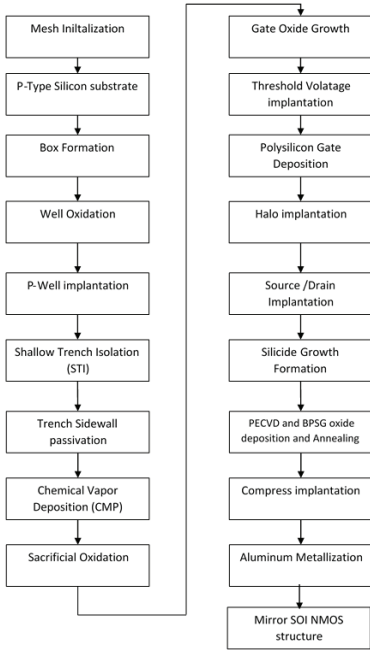 Mesh Iniltalization
P-Type Silicon substrate
Box Formation
Well Oxidation
P-Well implantation
Shallow Trench Isolation
(STI)
Trench Sidewall
passivation
Chemical Vapor
Deposition (CMP)
Sacrificial Oxidation
Gate Oxide Growth
Threshold Volatage
implantation
Polysilicon Gate
Deposition
Halo implantation
Source /Drain
Implantation
Silicide Growth
Formation
PECVD and BPSG oxide
deposition and Annealing
Compress implantation
Aluminum Metallization
Mirror SOI NMOS
structure